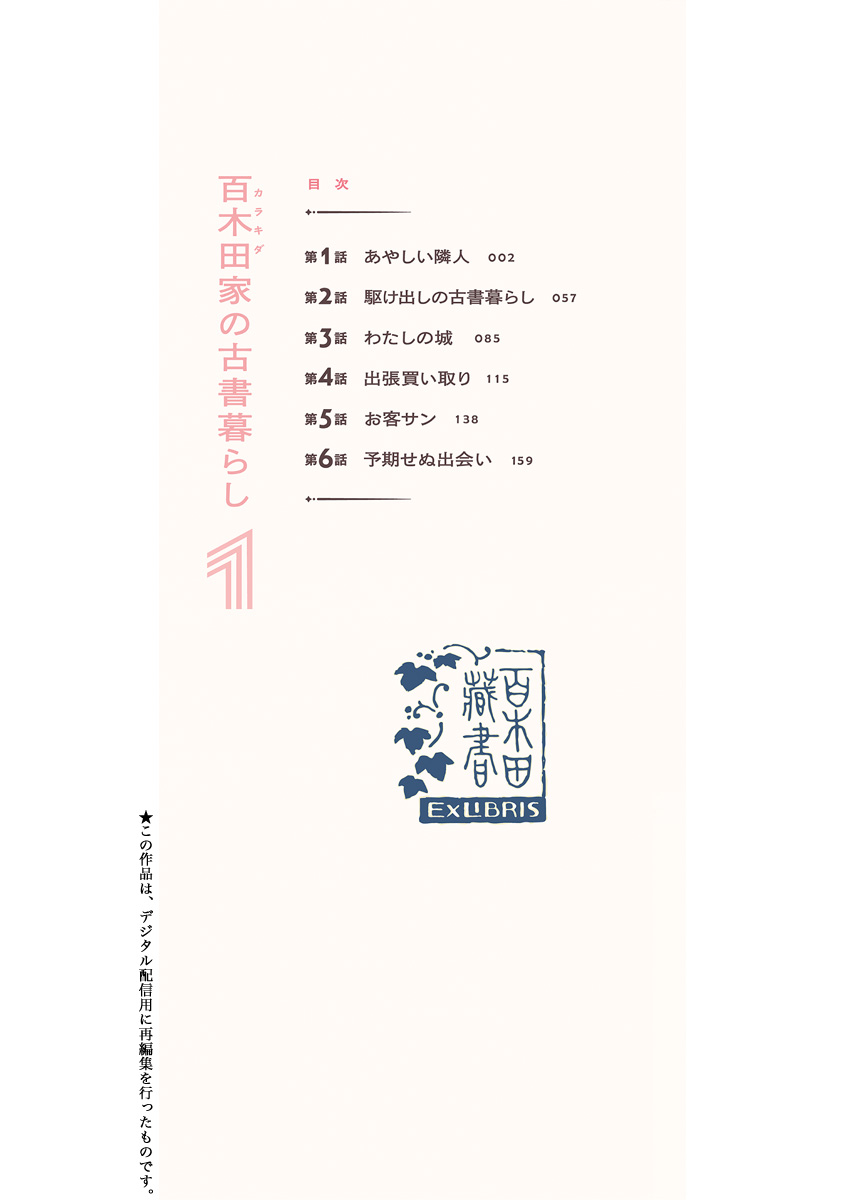 百木田家の古書暮らし
カラキダ
1
目次
第1話 あやしい隣人 002
第2話 駆け出しの古書暮らし 057
第3話 わたしの城 085
第4話 出張買い取り 115
第5話 お客サン 138
第6話 予期せぬ出会い 159
百木田
藏書
EXLIBRIS
★この作品は、デジタル配信用に再編集を行ったものです。